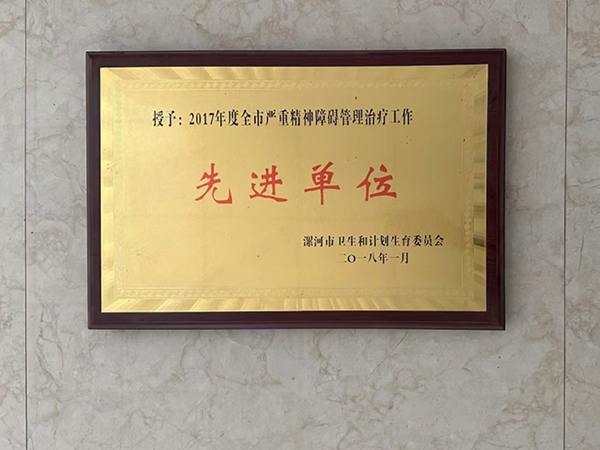 授予：2017年度全市严重精神障碍管理治疗工作
先进单位
漯河市卫生和计划生育委员会
二〇一八年一月